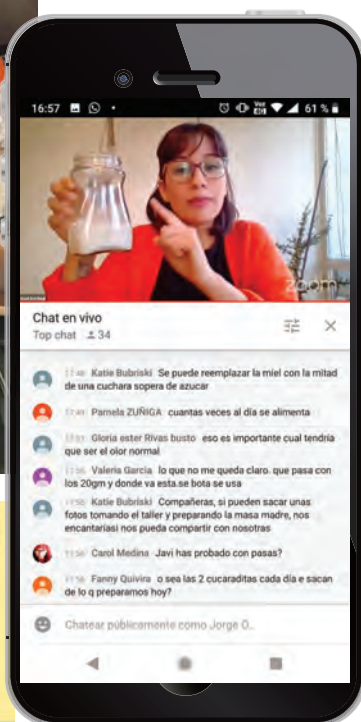 16:57
61 %
zoom
Chat en vivo
Top chat 34
Katie Bubriski Se puede reemplazar la miel con la mitad
de una cuchara sopera de azucar
Pamela ZUÑIGA cuantas veces al día se alimenta
Gloria ester Rivas busto eso es importante cual tendria
que ser el olor normal
Valeria Garcia lo que no me queda claro. que pasa con
los 20gm y donde va esta.se bota se usa
Katie Bubriski Compañeras, si pueden sacar unas
fotos tomando el taller y preparando la masa madre, nos
encantaríasi nos pueda compartir con nosotras
Carol Medina Javi has probado con pasas?
Fanny Quivira o sea las 2 cucaraditas cada día e sacan
de lo q preparamos hoy?
Chatear públicamente como Jorge O..